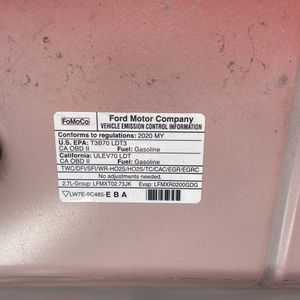 FoMoCo
Ford Motor Company
VEHICLE EMISSION CONTROL INFORMATION
Conforms to regulations: 2020 MY
U.S. EPA: T3B70 LDT3
CA OBD II Fuel: Gasoline
California: ULEV70 LDT
CA OBD II Fuel: Gasoline
TWC/DFI/SFI/WR-HO2S/HO2S/TC/CAC/EGR/EGRC
No adjustments needed.
2.7L-Group: LFMXT02.73JK Evap: LFMXR0200GDG
LW7E-9C485-EBA